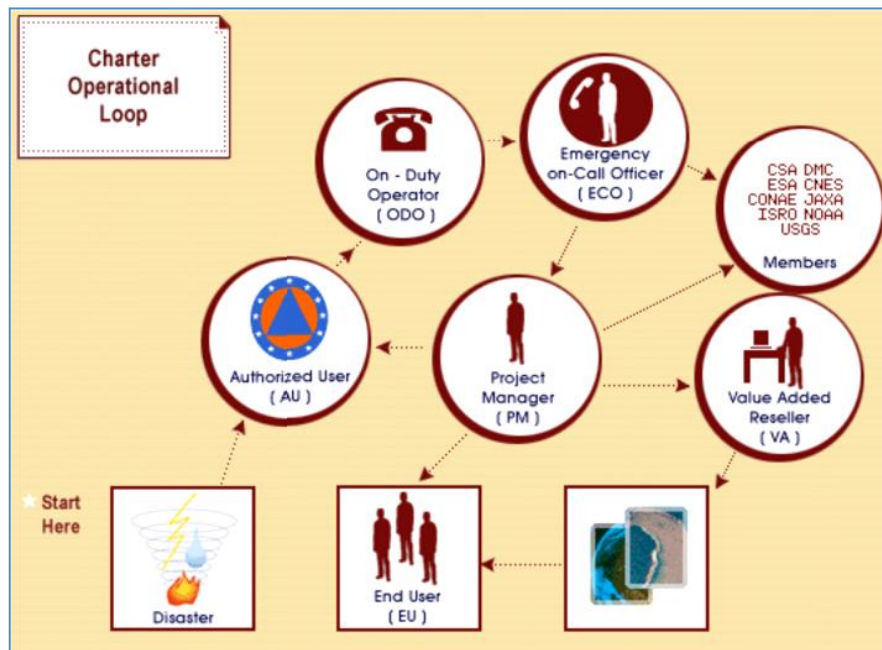 Charter
Operational
Loop
On - Duty
Operator
( ODO )
Emergency
on-Call Officer
( ECO )
CSA DMC
ESA CNES
CONAE JAXA
ISRO NOAA
USGS
Members
Authorized User
( AU )
Project
Manager
( PM )
Value Added
Reseller
( VA )
Start
Here
Disaster
End User
( EU )